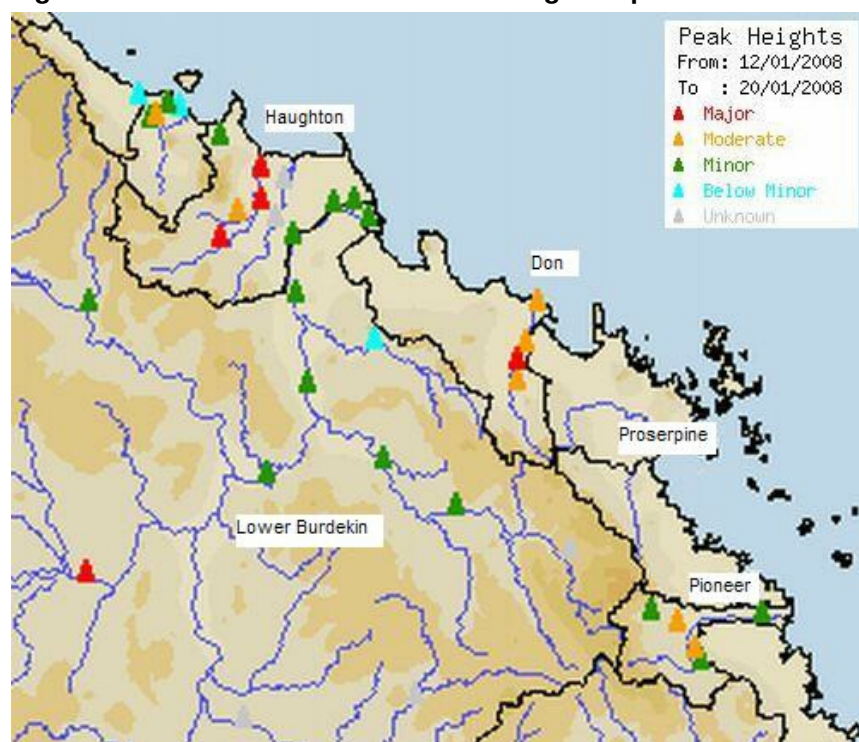 Peak Heights
From: 12/01/2008
To : 20/01/2008
Major
Moderate
Minor
Below Minor
Unknown
Haughton
Don
Proserpine
Lower Burdekin
Pioneer